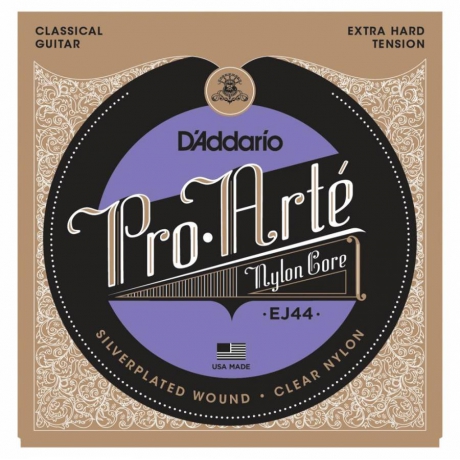 CLASSICAL
GUITAR
EXTRA HARD
TENSION
D'Addario
Pro·Arté
Nylon Core
·EJ44·
USA MADE
SILVERPLATED WOUND · CLEAR NYLON